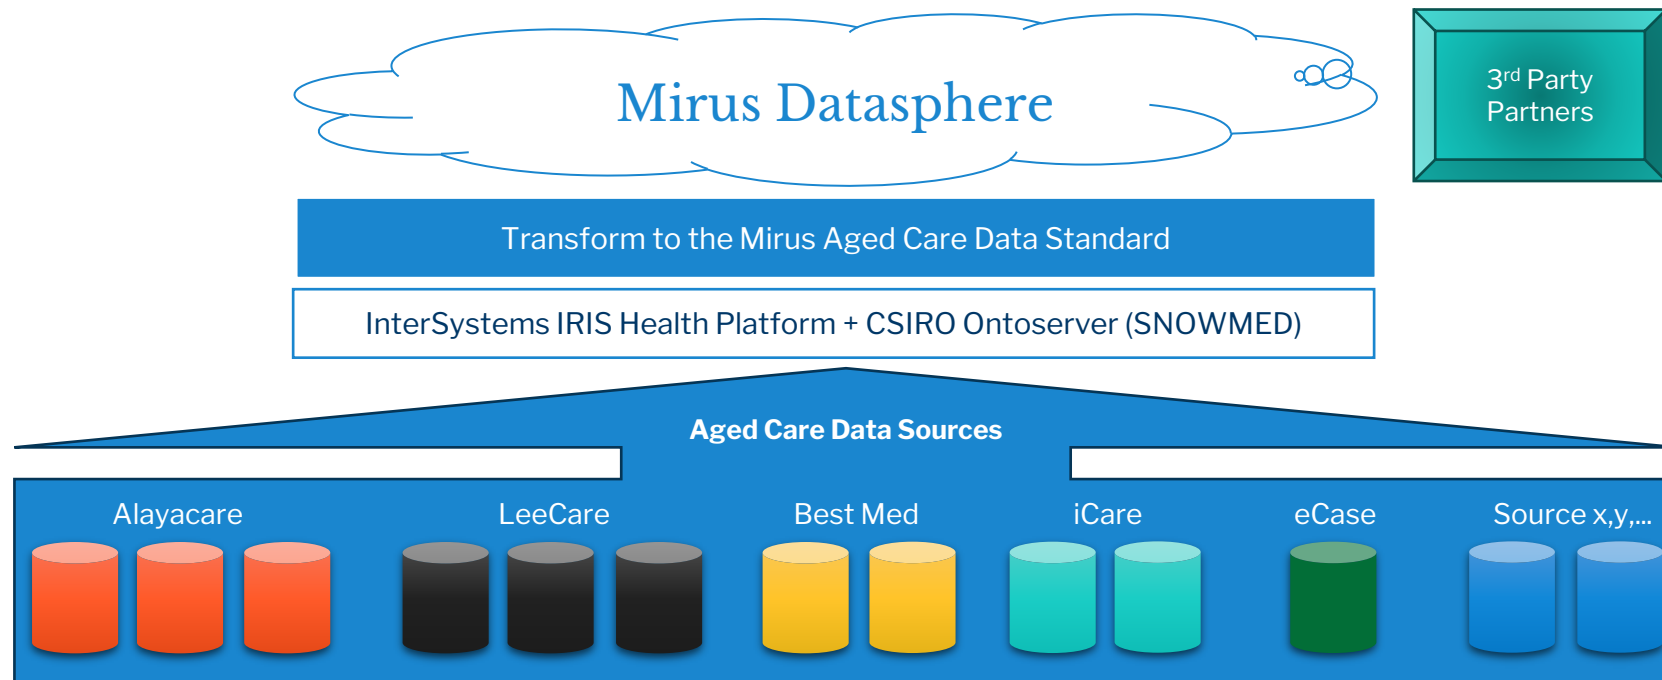 Mirus Datasphere
3rd Party
Partners
Transform to the Mirus Aged Care Data Standard
InterSystems IRIS Health Platform + CSIRO Ontoserver (SNOWMED)
Aged Care Data Sources
Alayacare
LeeCare
Best Med
iCare
eCase
Source x,y,...